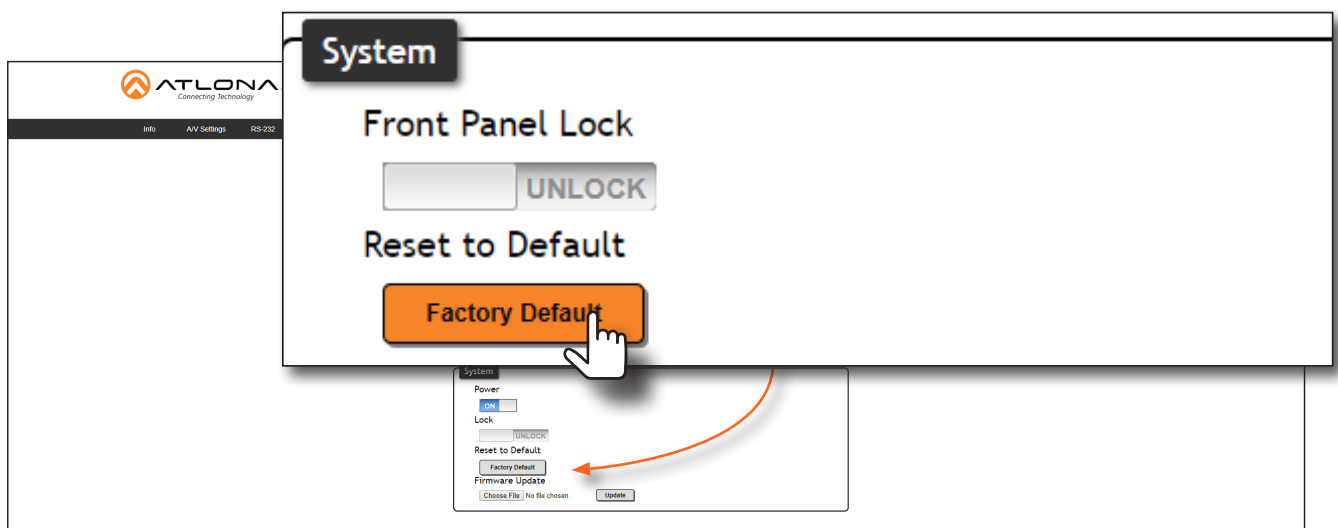 System
Front Panel Lock
UNLOCK
Reset to Default
Factory Default
ATLONA
Connecting Technology
Info A/V Settings RS-232
System
Power
ON
Lock
UNLOCK
Reset to Default
Factory Default
Firmware Update
Choose File No file chosen Update